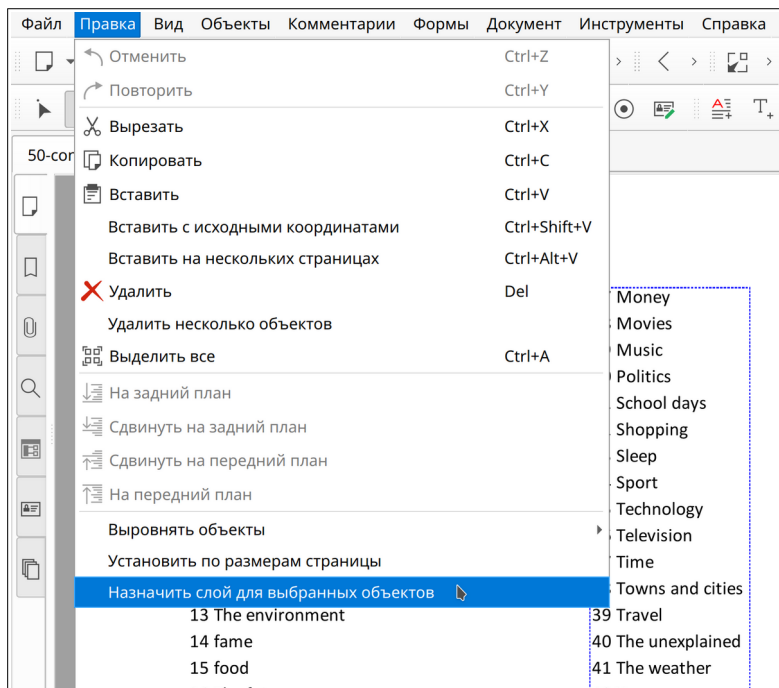 Файл Правка Вид Объекты Комментарии Формы Документ Инструменты Справка
Отменить Ctrl+Z
Повторить Ctrl+Y
Вырезать Ctrl+X
Копировать Ctrl+C
Вставить Ctrl+V
Вставить с исходными координатами Ctrl+Shift+V
Вставить на нескольких страницах Ctrl+Alt+V
Удалить Del
Удалить несколько объектов
Выделить все Ctrl+A
На задний план
Сдвинуть на задний план
Сдвинуть на передний план
На передний план
Выровнять объекты
Установить по размерам страницы
Назначить слой для выбранных объектов
50-cor
Money
Movies
Music
Politics
School days
Shopping
Sleep
Sport
Technology
Television
Time
Towns and cities
13 The environment 39 Travel
14 fame 40 The unexplained
15 food 41 The weather